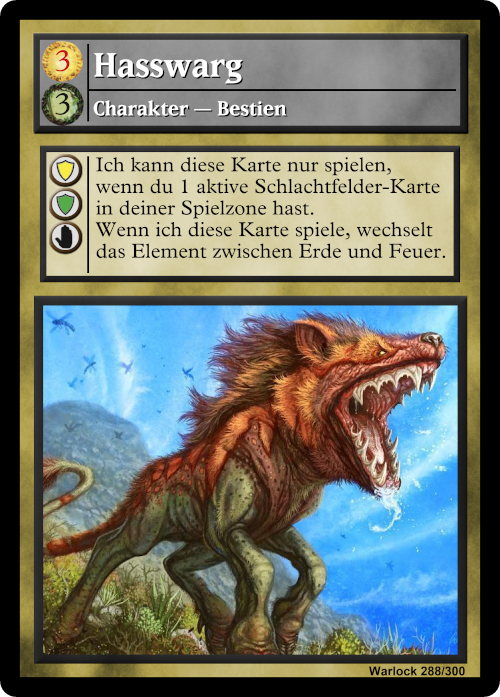 3 Hasswarg
3 Charakter — Bestien
Ich kann diese Karte nur spielen,
wenn du 1 aktive Schlachtfelder-Karte
in deiner Spielzone hast.
Wenn ich diese Karte spiele, wechselt
das Element zwischen Erde und Feuer.
Warlock 288/300